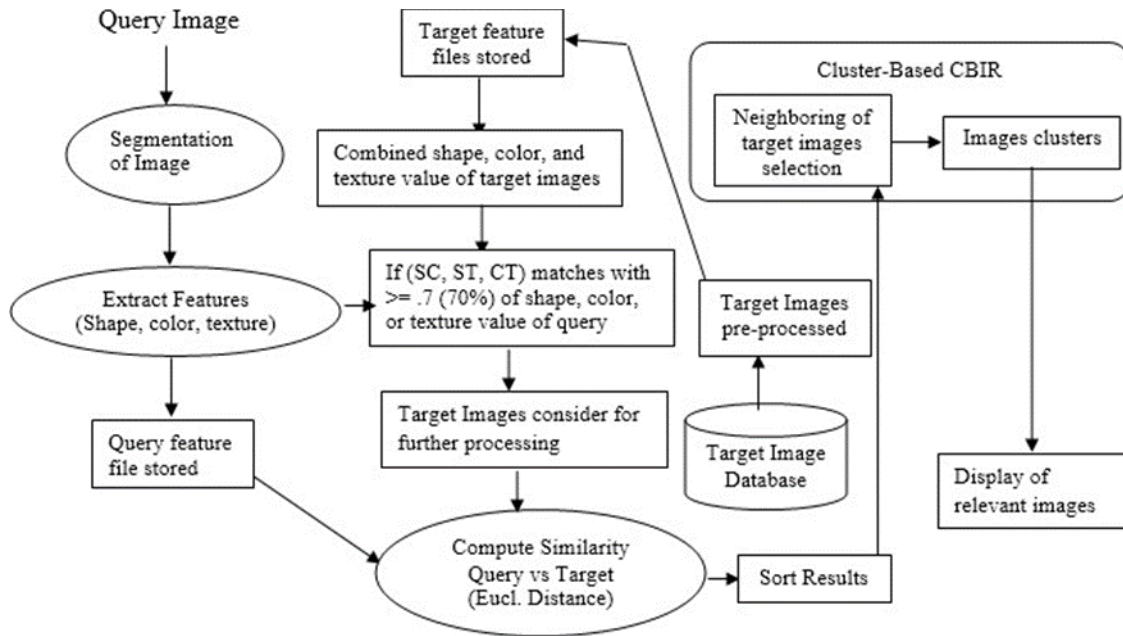 Query Image
Segmentation
of Image
Extract Features
(Shape, color, texture)
Query feature
file stored
Target feature
files stored
Combined shape, color, and
texture value of target images
If (SC, ST, CT) matches with
>= .7 (70%) of shape, color,
or texture value of query
Target Images consider for
further processing
Compute Similarity
Query vs Target
(Eucl. Distance)
Sort Results
Target Images
pre-processed
Target Image
Database
Cluster-Based CBIR
Neighboring of
target images
selection
Images clusters
Display of
relevant images